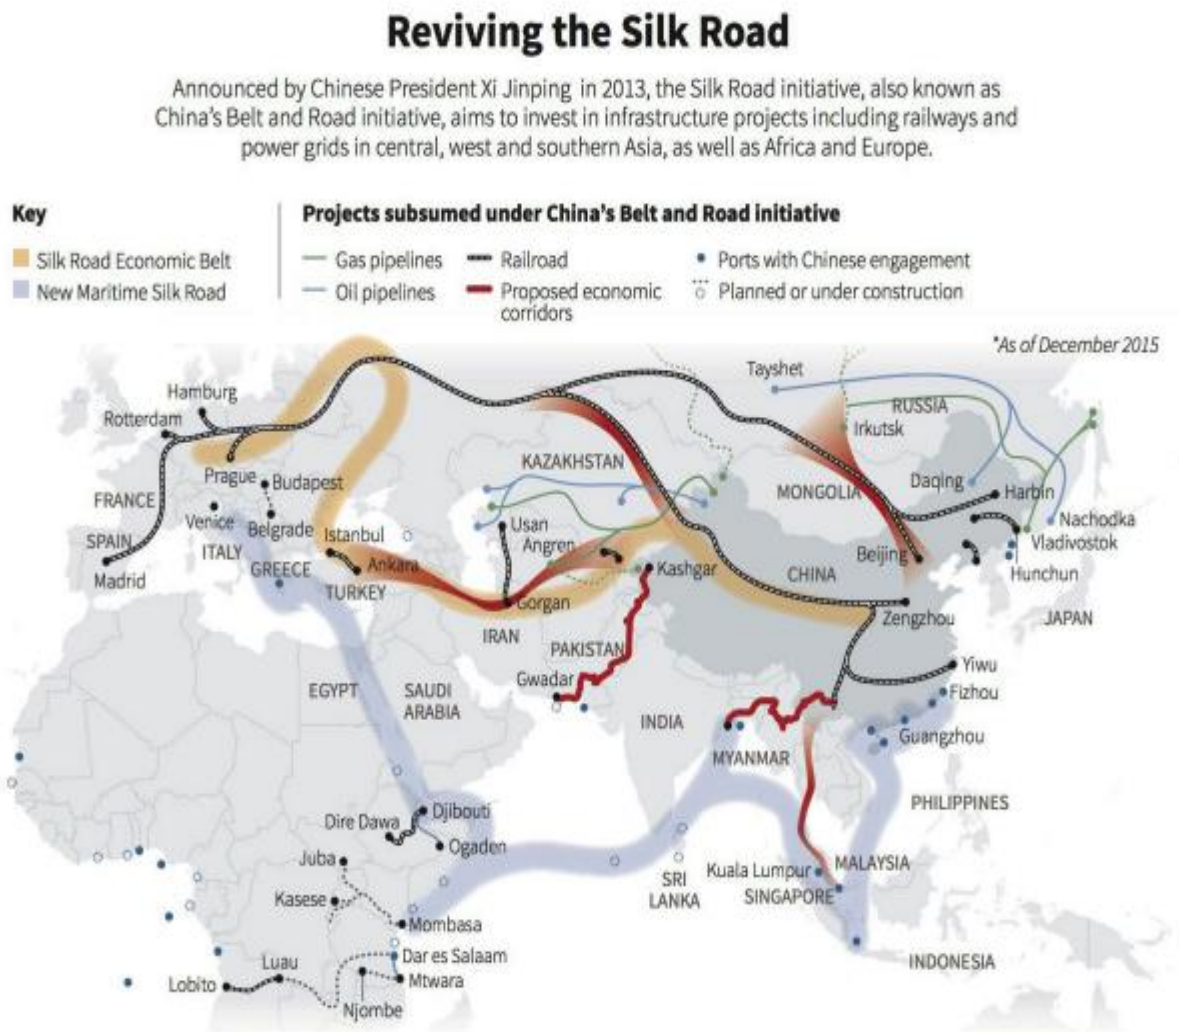 Reviving the Silk Road
Announced by Chinese President Xi Jinping in 2013, the Silk Road initiative, also known as
China's Belt and Road initiative, aims to invest in infrastructure projects including railways and
power grids in central, west and southern Asia, as well as Africa and Europe.
Key
Silk Road Economic Belt
New Maritime Silk Road
Projects subsumed under China's Belt and Road initiative
Gas pipelines
Oil pipelines
Railroad
Proposed economic
corridors
Ports with Chinese engagement
Planned or under construction
*As of December 2015
Tayshet
Hamburg
Rotterdam
RUSSIA
Irkutsk
KAZAKHSTAN
Prague
Budapest
FRANCE
MONGOLIA
Daqing
Harbin
Venice
Belgrade
Istanbul
Usan
Nachodka
SPAIN
ITALY
Angren
Vladivostok
Beijing
GREECE
Ankara
Kashgar
CHINA
Hunchun
Madrid
TURKEY
Gorgan
Zengzhou
JAPAN
IRAN
PAKISTAN
Yiwu
Gwadar
EGYPT
SAUDI
ARABIA
Fizhou
INDIA
Guangzhou
MYANMAR
PHILIPPINES
Djibouti
Dire Dawa
Ogaden
Juba
Kuala Lumpur
MALAYSIA
SRI
LANKA
SINGAPORE
Kasese
Mombasa
Dar es Salaam
INDONESIA
Luau
Lobito
Mtwara
Njombe